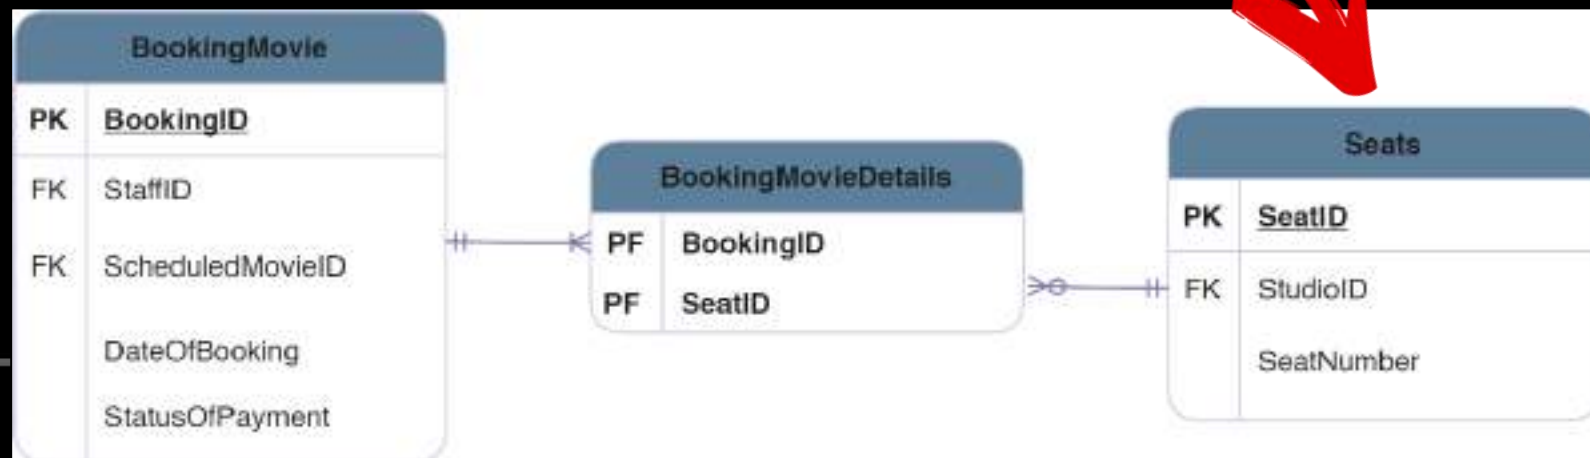 BookingMovie
PK BookingID
FK StaffID
FK ScheduledMovieID
DateOfBooking
StatusOfPayment
BookingMovieDetails
PF BookingID
PF SeatID
Seats
PK SeatID
FK StudioID
SeatNumber